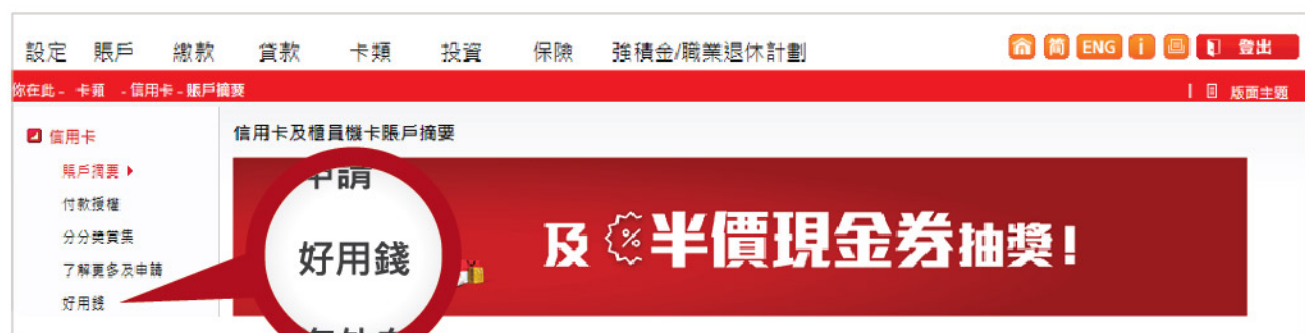 設定 賬戶 繳款 貸款 卡類 投資 保險 強積金/職業退休計劃 简 ENG i 登出
你在此 - 卡類 - 信用卡 - 賬戶摘要 | 版面主題
信用卡
信用卡及櫃員機卡賬戶摘要
賬戶摘要
付款授權
分分獎賞集
了解更多及申請
好用錢
申請
好用錢
及%半價現金券抽獎!